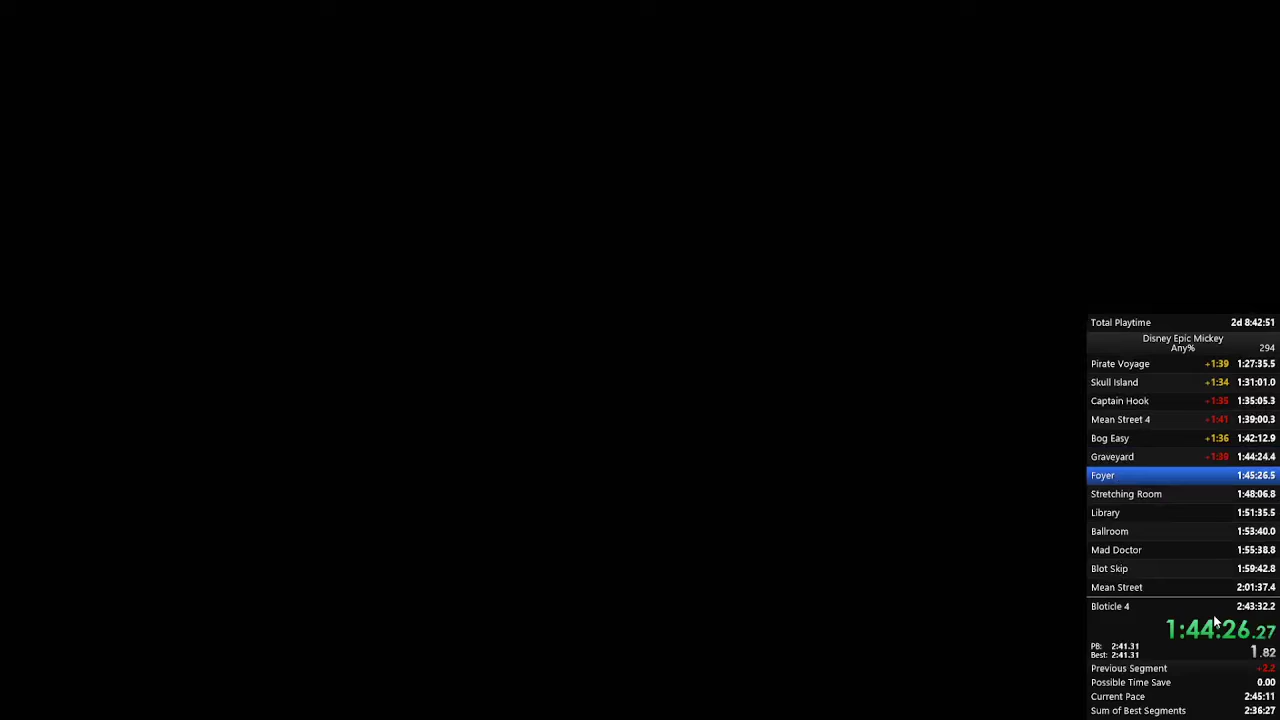 Total Playtime 2d 8:42:51
Disney Epic Mickey
Any% 294
Pirate Voyage +1:39 1:27:35.5
Skull Island +1:34 1:31:01.0
Captain Hook +1:35 1:35:05.3
Mean Street 4 +1:41 1:39:00.3
Bog Easy +1:36 1:42:12.9
Graveyard +1:39 1:44:24.4
Foyer 1:45:26.5
Stretching Room 1:48:06.8
Library 1:51:35.5
Ballroom 1:53:40.0
Mad Doctor 1:55:38.8
Blot Skip 1:59:42.8
Mean Street 2:01:37.4
Bloticle 4 2:43:32.2
1:44:26.27
PB: 2:41.31
Best: 2:41.31
1.82
Previous Segment +2.2
Possible Time Save 0.00
Current Pace 2:45:11
Sum of Best Segments 2:36:27